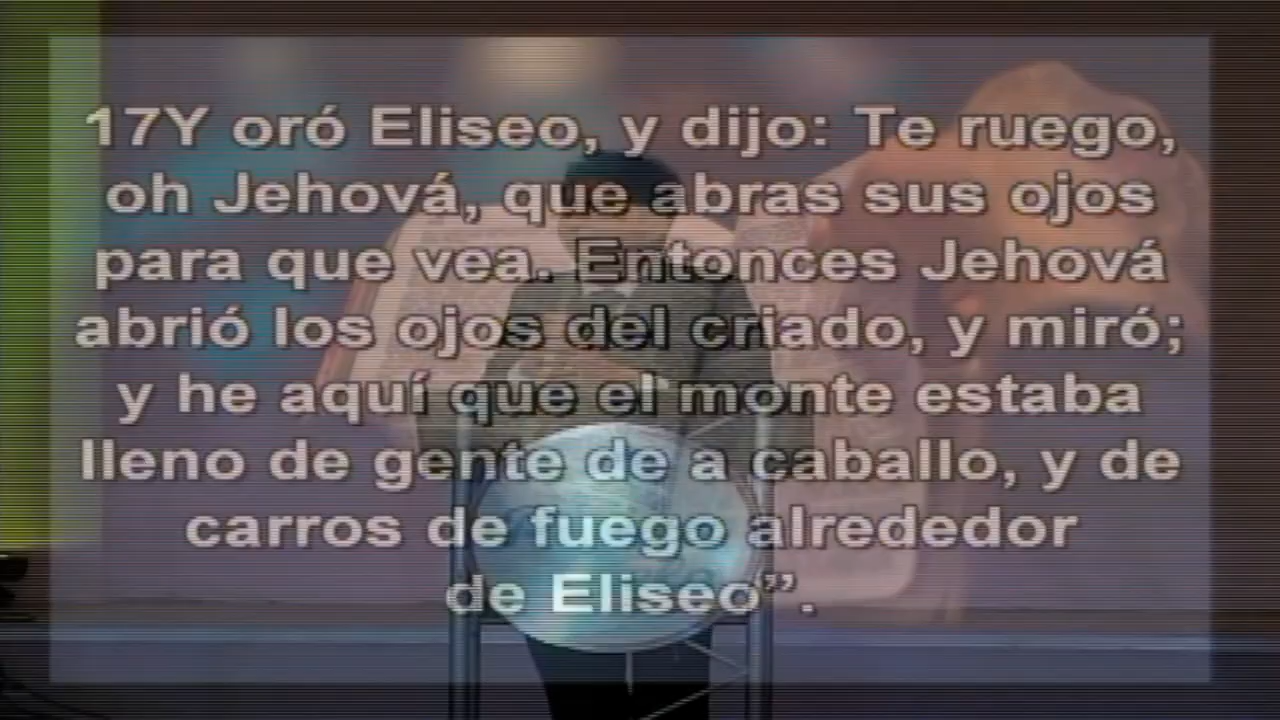 17Y oró Eliseo, y dijo: Te ruego,
oh Jehová, que abras sus ojos
para que vea. Entonces Jehová
abrió los ojos del criado, y miró;
y he aquí que el monte estaba
lleno de gente de a caballo, y de
carros de fuego alrededor
de Eliseo”.